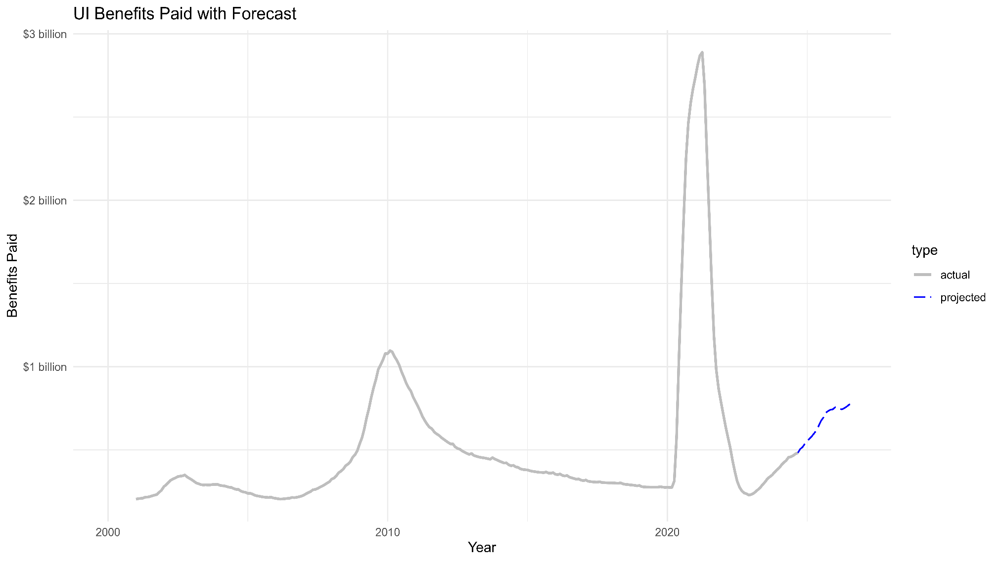 UI Benefits Paid with Forecast
$3 billion
$2 billion
$1 billion
Benefits Paid
2000
2010
2020
Year
type
actual
projected